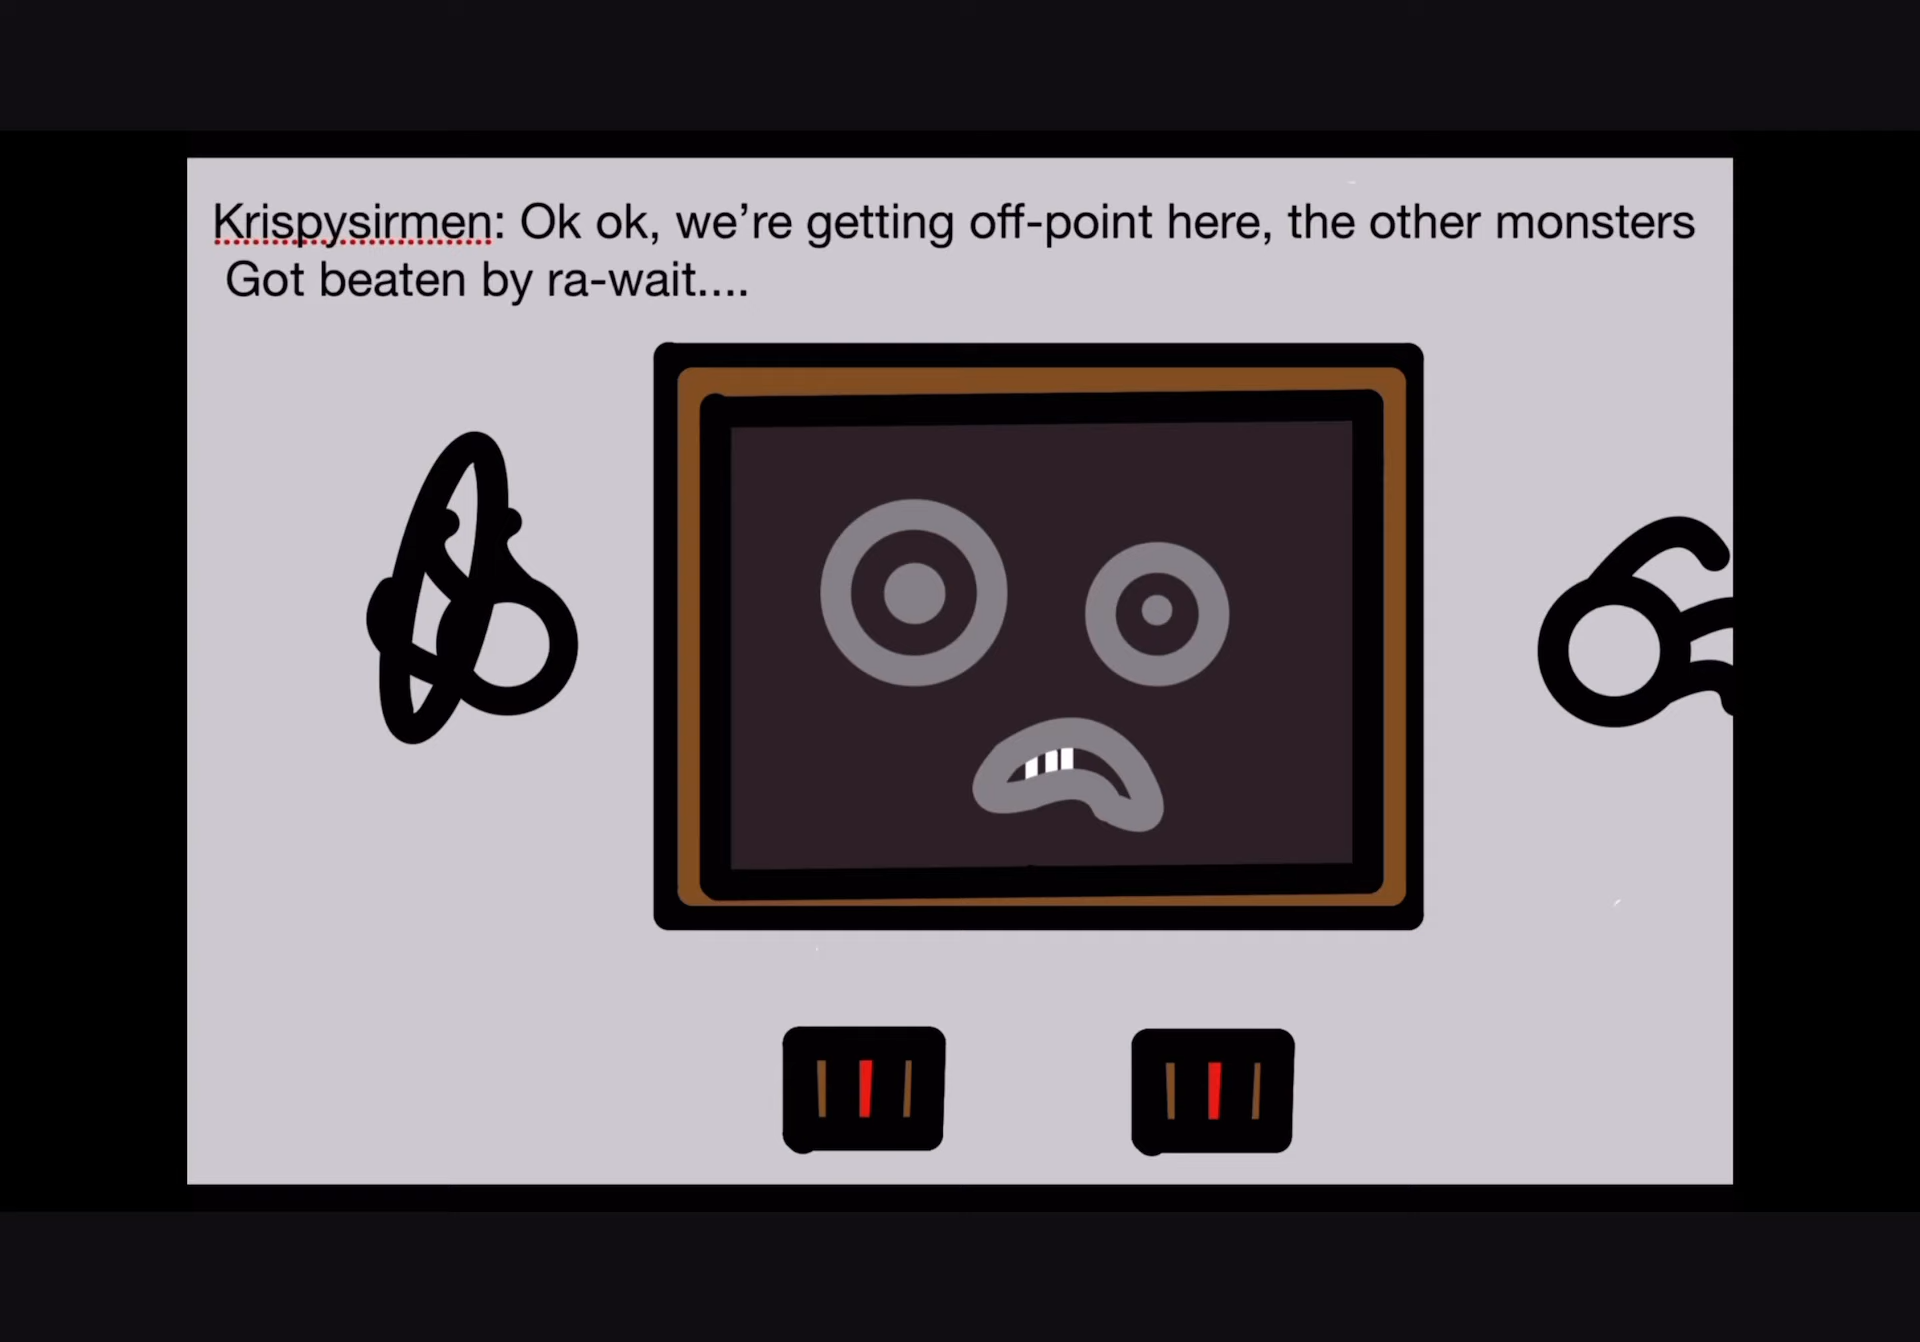 Krispysirmen: Ok ok, we’re getting off-point here, the other monsters
Got beaten by ra-wait....